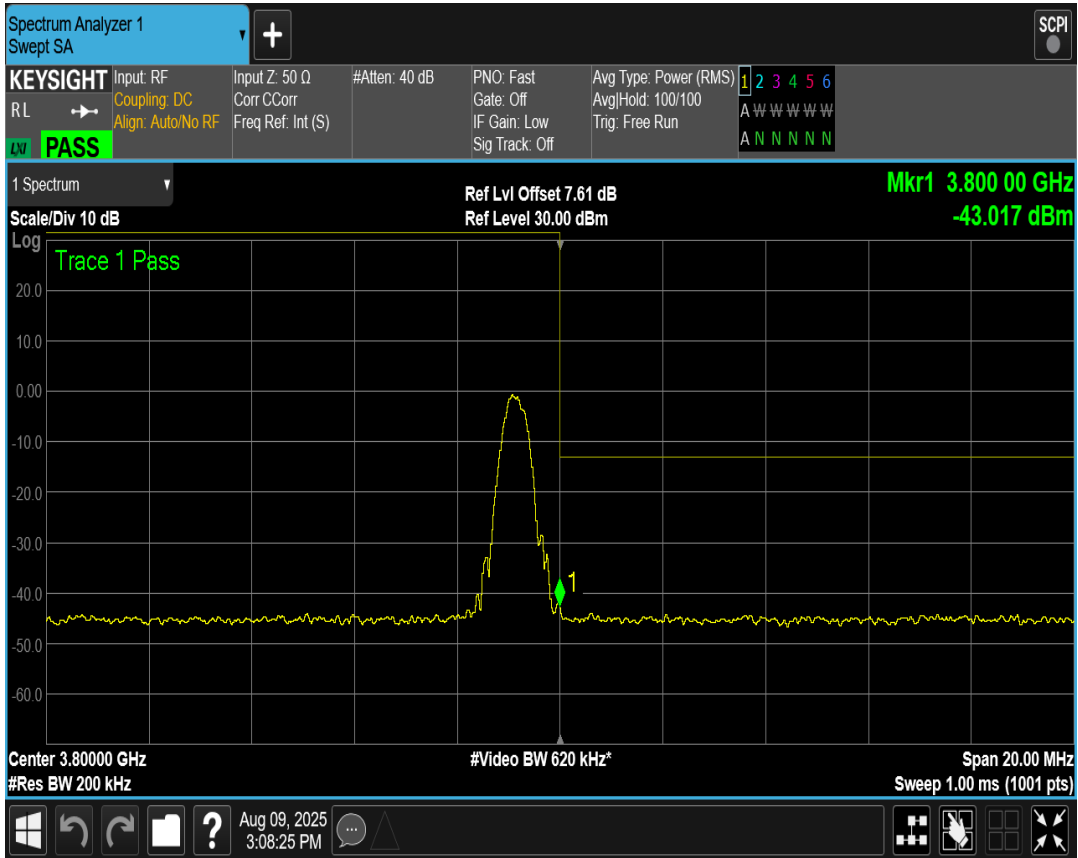 Spectrum Analyzer 1
Swept SA
+
SCPI
KEYSIGHT
R L
LXI PASS
Input: RF
Coupling: DC
Align: Auto/No RF
Input Z: 50 Ω
Corr CCorr
Freq Ref: Int (S)
#Atten: 40 dB
PNO: Fast
Gate: Off
IF Gain: Low
Sig Track: Off
Avg Type: Power (RMS)
Avg|Hold: 100/100
Trig: Free Run
1 2 3 4 5 6
A W W W W W
A N N N N N
1 Spectrum
Scale/Div 10 dB
Ref Lvl Offset 7.61 dB
Ref Level 30.00 dBm
Mkr1 3.800 00 GHz
-43.017 dBm
Log
Trace 1 Pass
20.0
10.0
0.00
-10.0
-20.0
-30.0
1
-40.0
-50.0
-60.0
Center 3.80000 GHz
#Video BW 620 kHz*
Span 20.00 MHz
#Res BW 200 kHz
Sweep 1.00 ms (1001 pts)
?
Aug 09, 2025
3:08:25 PM